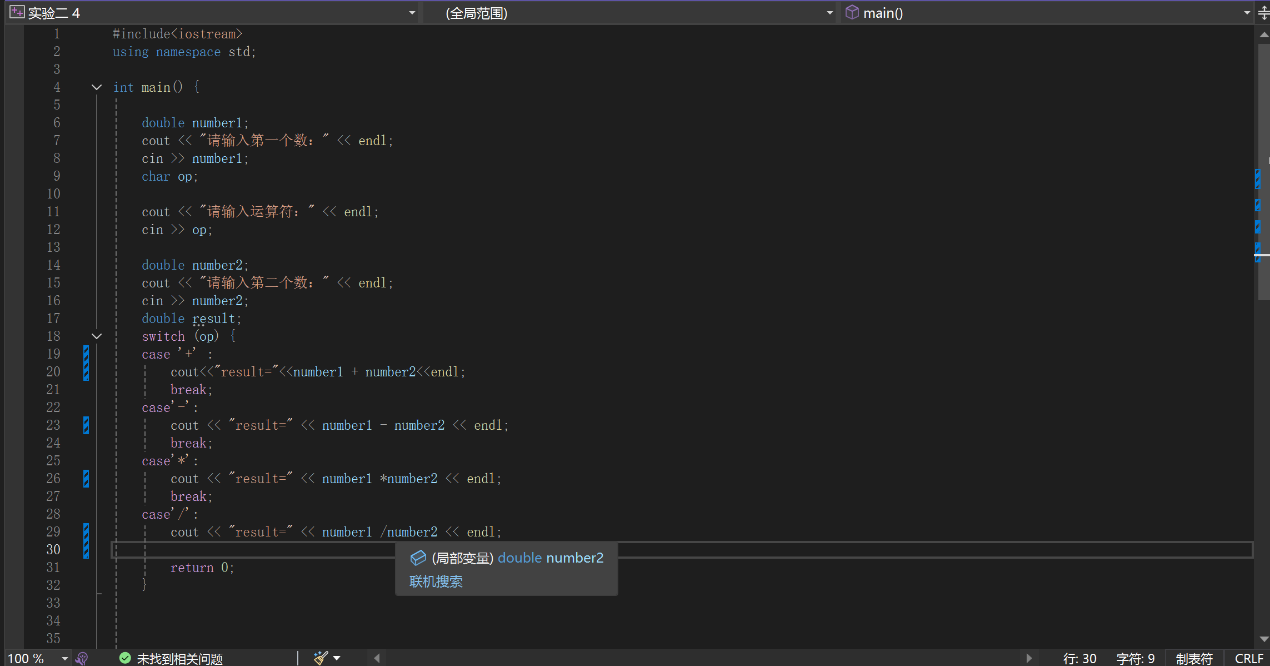 实验二 4 (全局范围) main()
1 #include<iostream>
2 using namespace std;
3
4 int main() {
5
6 double number1;
7 cout << "请输入第一个数：" << endl;
8 cin >> number1;
9 char op;
10
11 cout << "请输入运算符：" << endl;
12 cin >> op;
13
14 double number2;
15 cout << "请输入第二个数：" << endl;
16 cin >> number2;
17 double result;
18 switch (op) {
19 case '+' :
20 cout<<"result="<<number1 + number2<<endl;
21 break;
22 case'-':
23 cout << "result=" << number1 - number2 << endl;
24 break;
25 case'*':
26 cout << "result=" << number1 *number2 << endl;
27 break;
28 case'/':
29 cout << "result=" << number1 /number2 << endl;
30
(局部变量) double number2
31 return 0;
联机搜索
32 }
33
34
35
100 % 未找到相关问题 行: 30 字符: 9 制表符 CRLF